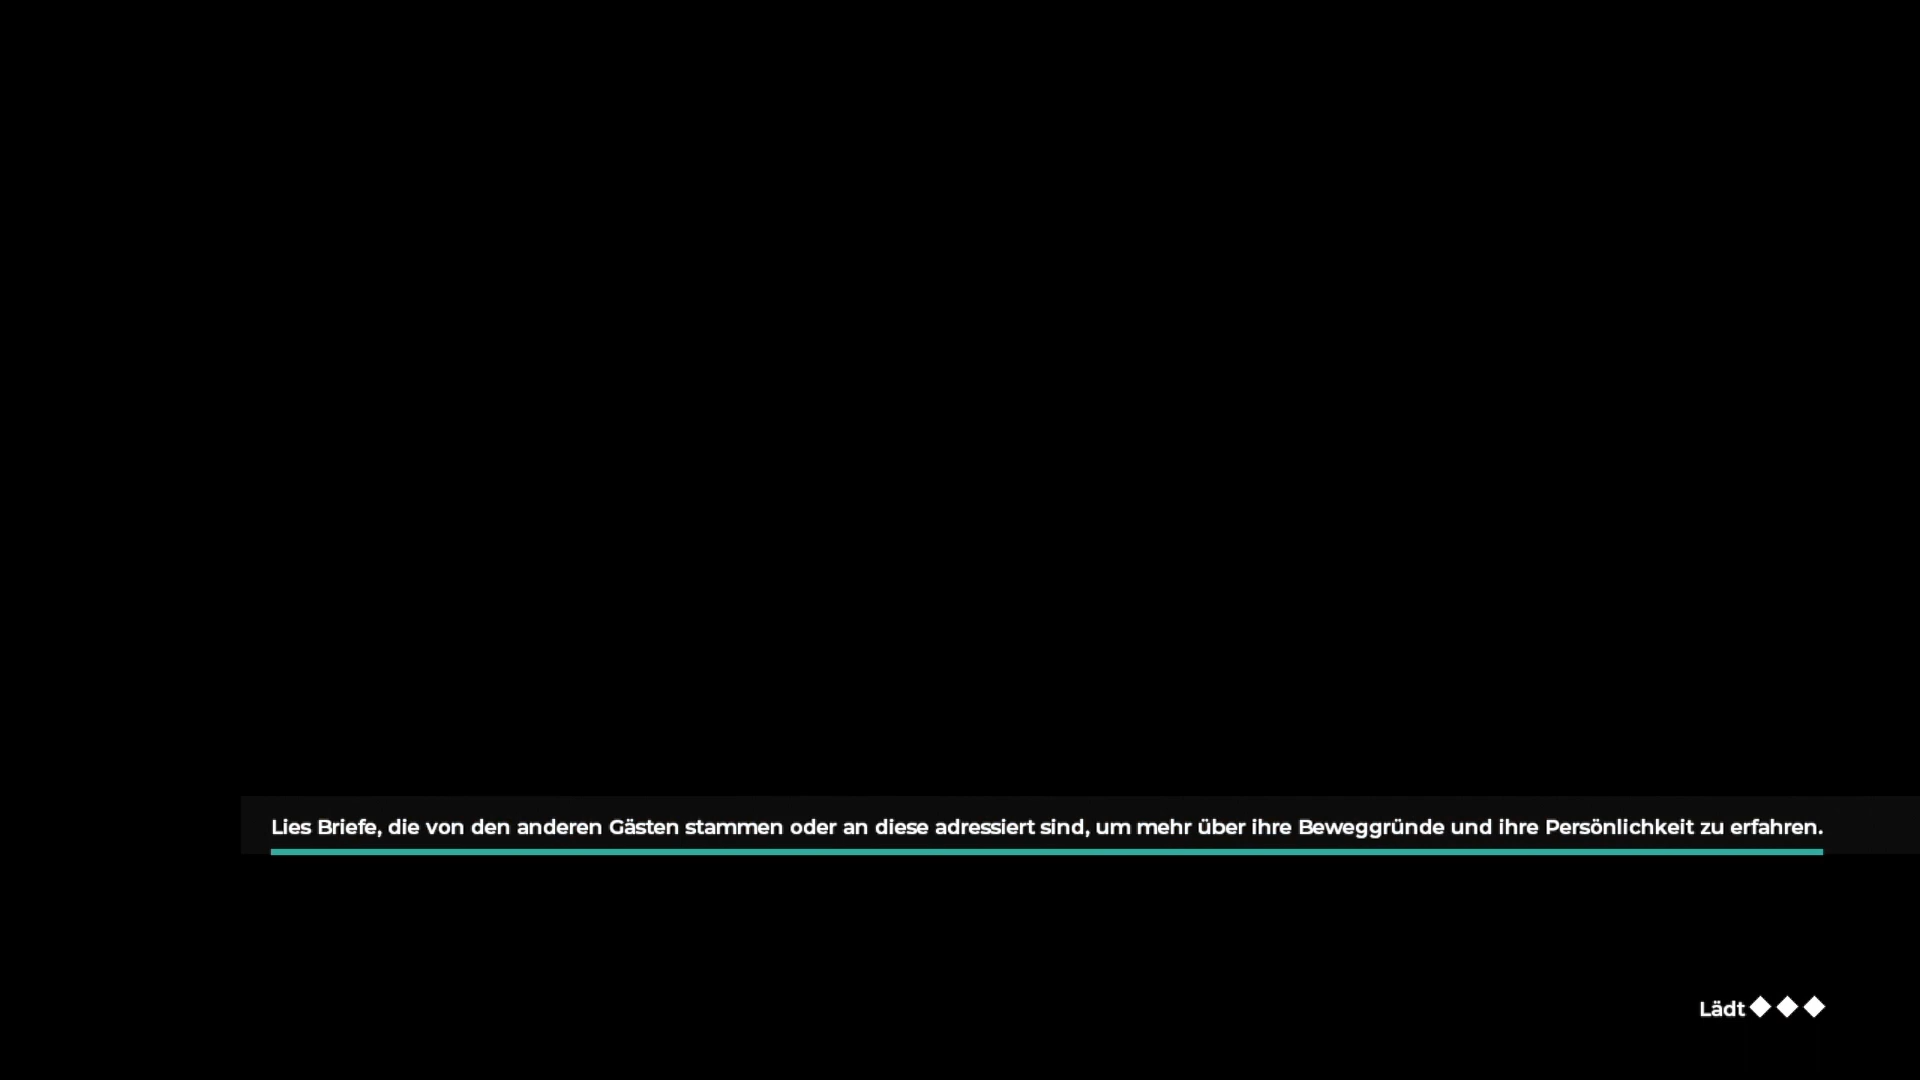 Lies Briefe, die von den anderen Gästen stammen oder an diese adressiert sind, um mehr über ihre Beweggründe und ihre Persönlichkeit zu erfahren.
Lädt